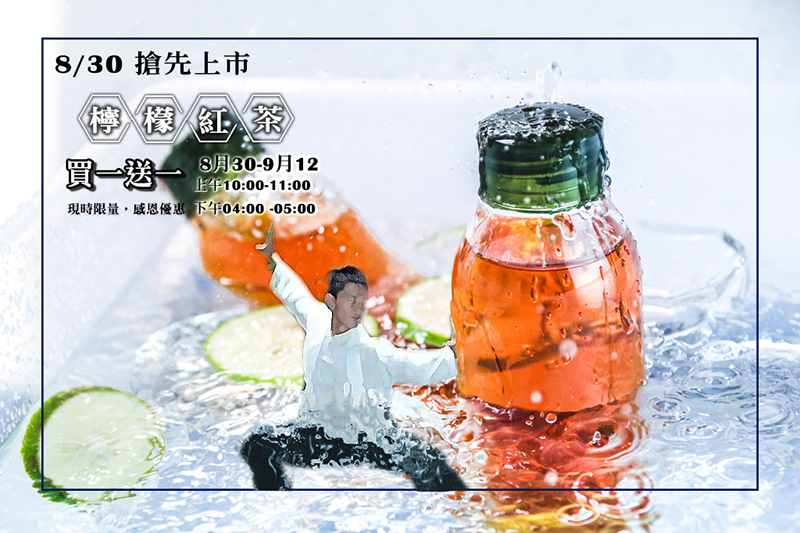 8/30 搶先上市
檸檬紅茶
買一送一 8月30-9月12
上午10:00-11:00
現時限量，感恩優惠 下午04:00 -05:00